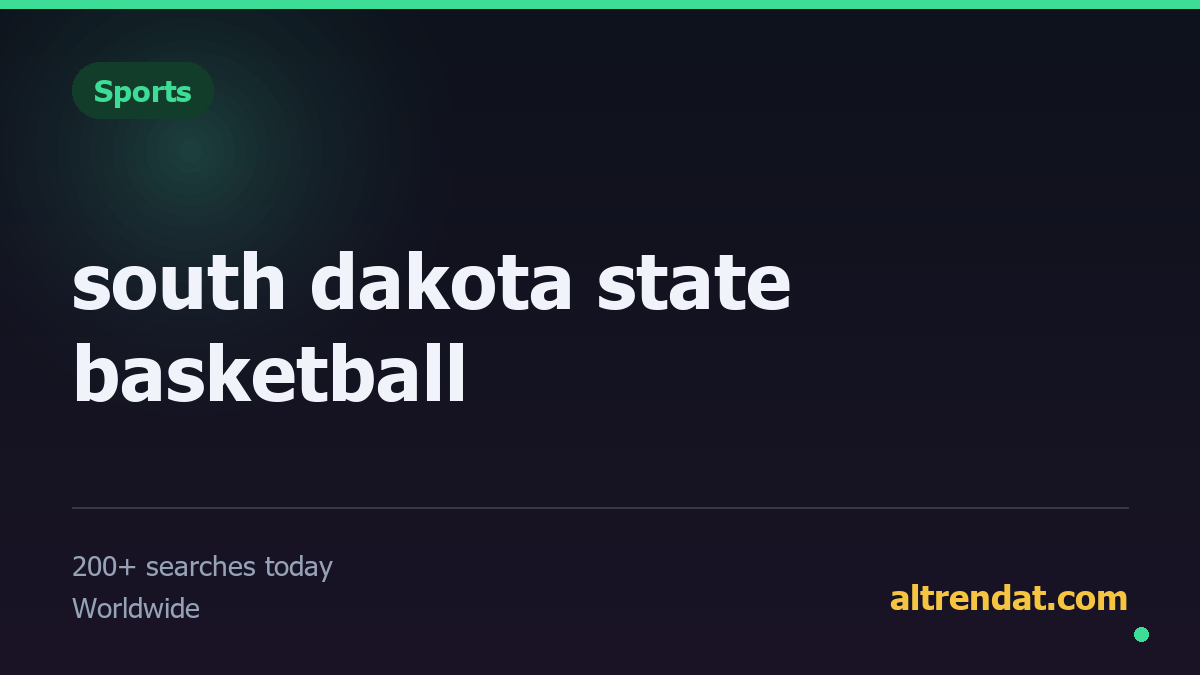 Sports
south dakota state
basketball
200+ searches today
Worldwide
altrendat.com